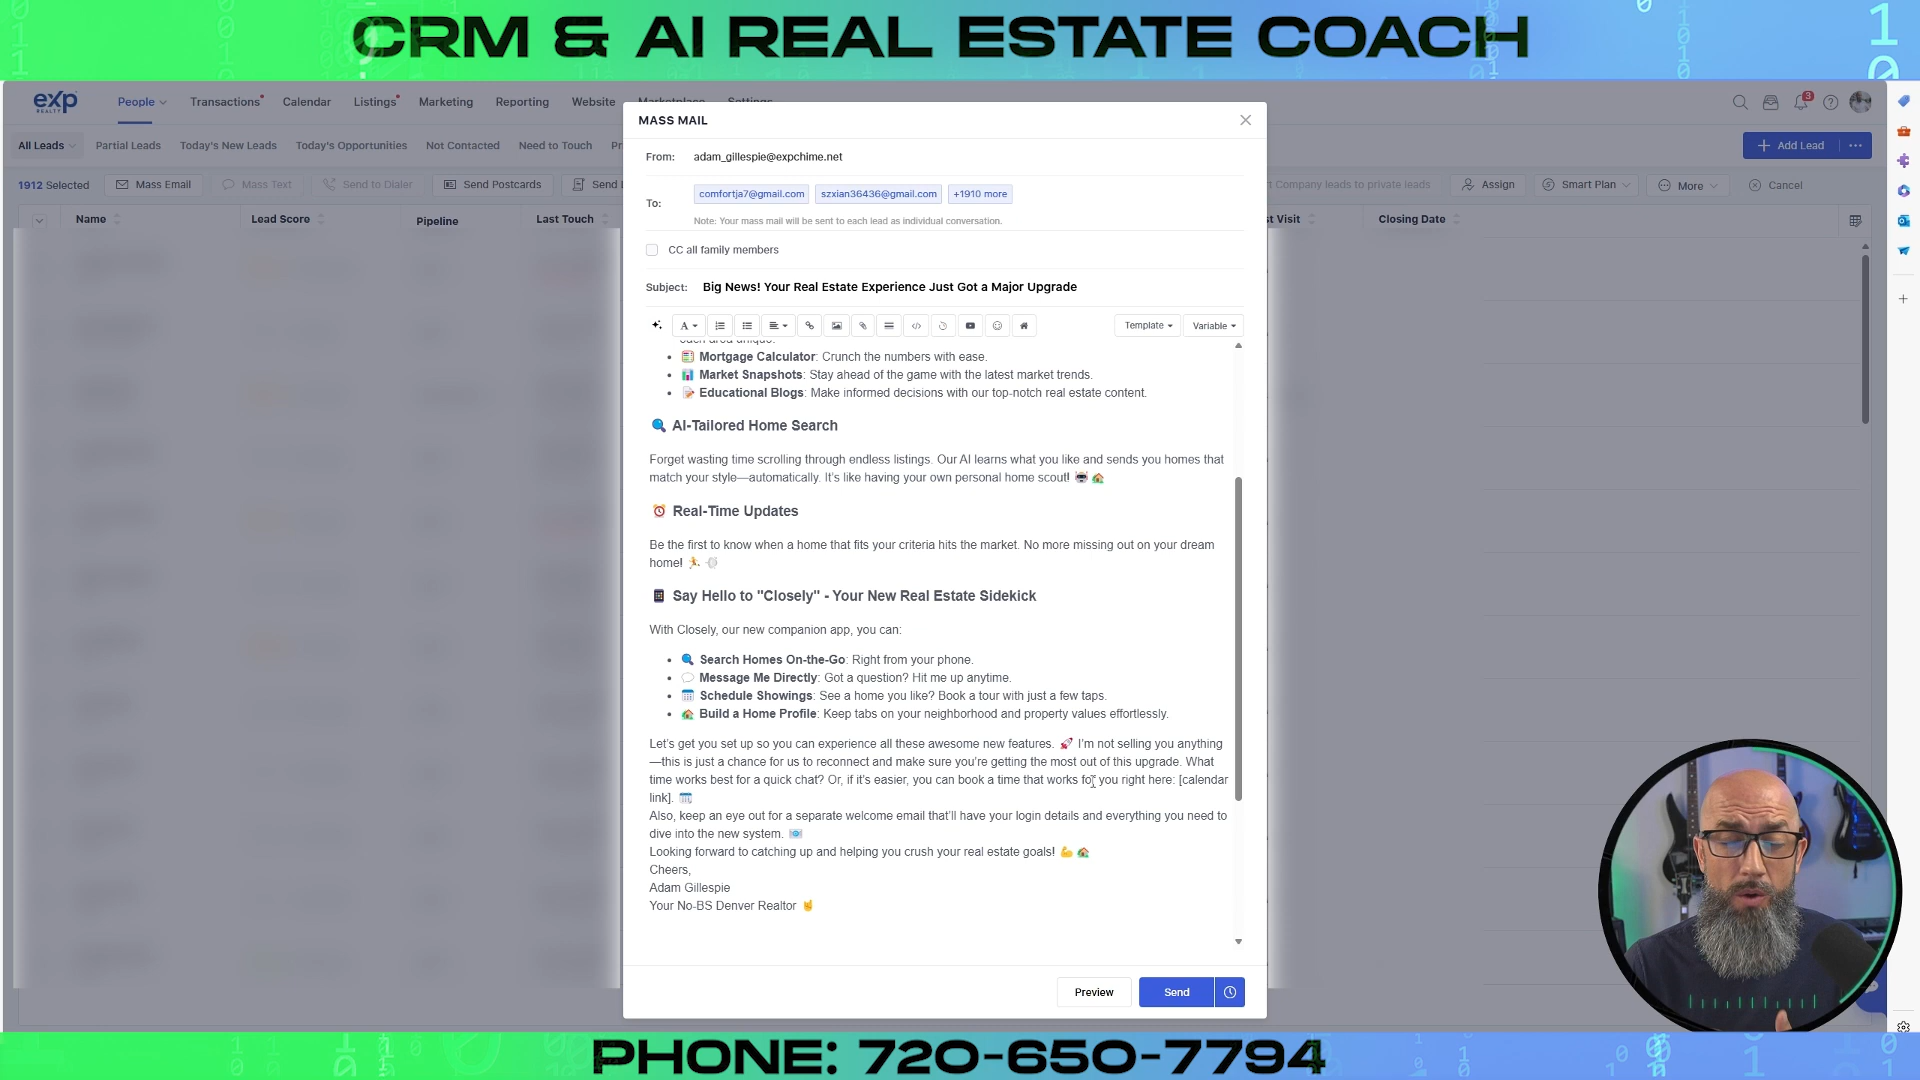 CRM & AI REAL ESTATE COACH
exp REALTY
People Transactions Calendar Listings Marketing Reporting Website Marketplace Settings
3
All Leads Partial Leads Today's New Leads Today's Opportunities Not Contacted Need to Touch
+ Add Lead
1912 Selected Mass Email Mass Text Send to Dialer Send Postcards
Company leads to private leads Assign Smart Plan More Cancel
Name Lead Score Pipeline Last Touch
Visit Closing Date
MASS MAIL
From: adam_gillespie@expchime.net
To: comfortja7@gmail.com szxian36436@gmail.com +1910 more
Note: Your mass mail will be sent to each lead as individual conversation.
CC all family members
Subject: Big News! Your Real Estate Experience Just Got a Major Upgrade
Template Variable
each area unique.
Mortgage Calculator: Crunch the numbers with ease.
Market Snapshots: Stay ahead of the game with the latest market trends.
Educational Blogs: Make informed decisions with our top-notch real estate content.
AI-Tailored Home Search
Forget wasting time scrolling through endless listings. Our AI learns what you like and sends you homes that
match your style—automatically. It's like having your own personal home scout!
Real-Time Updates
Be the first to know when a home that fits your criteria hits the market. No more missing out on your dream
home!
Say Hello to "Closely" - Your New Real Estate Sidekick
With Closely, our new companion app, you can:
Search Homes On-the-Go: Right from your phone.
Message Me Directly: Got a question? Hit me up anytime.
Schedule Showings: See a home you like? Book a tour with just a few taps.
Build a Home Profile: Keep tabs on your neighborhood and property values effortlessly.
Let's get you set up so you can experience all these awesome new features. 🚀 I'm not selling you anything
—this is just a chance for us to reconnect and make sure you're getting the most out of this upgrade. What
time works best for a quick chat? Or, if it's easier, you can book a time that works for you right here: [calendar
link].
Also, keep an eye out for a separate welcome email that'll have your login details and everything you need to
dive into the new system.
Looking forward to catching up and helping you crush your real estate goals!
Cheers,
Adam Gillespie
Your No-BS Denver Realtor
Preview Send
PHONE: 720-650-7794